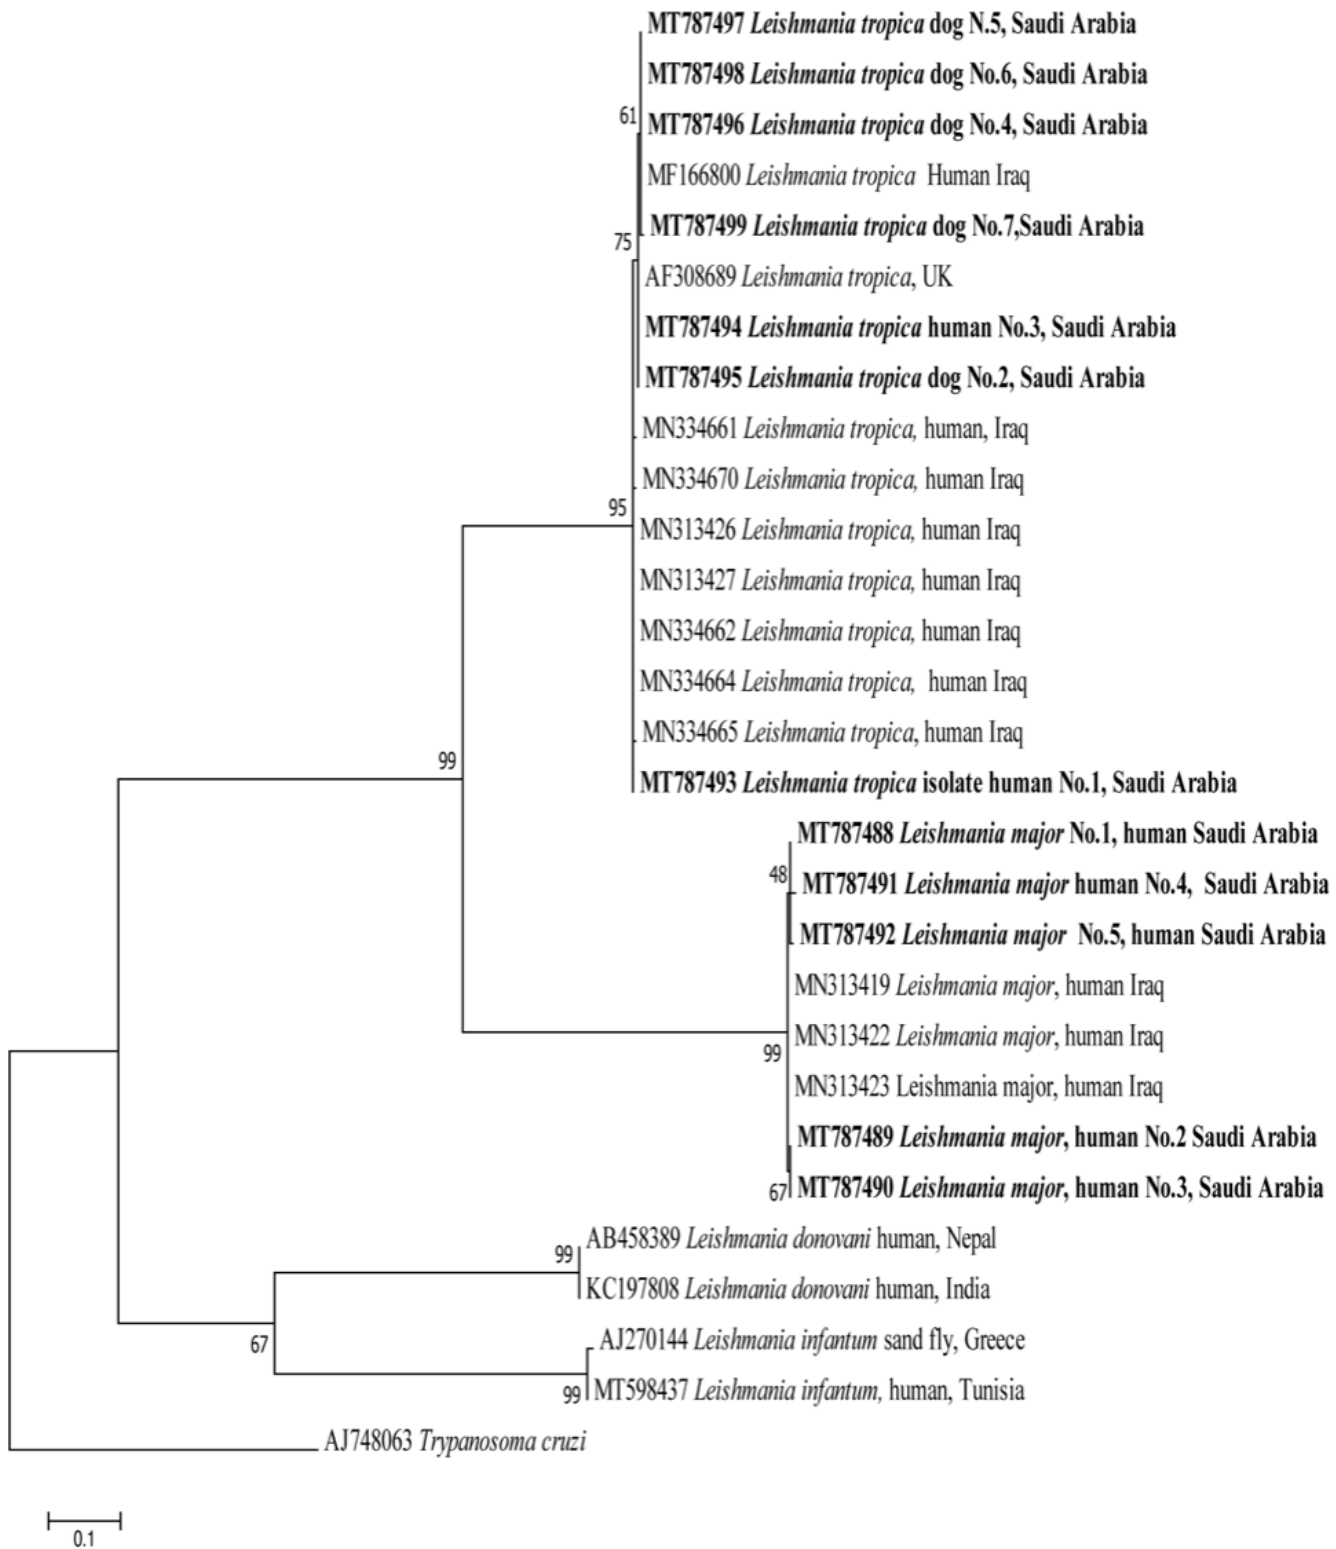 MT787497 Leishmania tropica dog N.5, Saudi Arabia
MT787498 Leishmania tropica dog No.6, Saudi Arabia
61
MT787496 Leishmania tropica dog No.4, Saudi Arabia
MF166800 Leishmania tropica Human Iraq
MT787499 Leishmania tropica dog No.7,Saudi Arabia
75
AF308689 Leishmania tropica, UK
MT787494 Leishmania tropica human No.3, Saudi Arabia
MT787495 Leishmania tropica dog No.2, Saudi Arabia
MN334661 Leishmania tropica, human, Iraq
MN334670 Leishmania tropica, human Iraq
95
MN313426 Leishmania tropica, human Iraq
MN313427 Leishmania tropica, human Iraq
MN334662 Leishmania tropica, human Iraq
MN334664 Leishmania tropica, human Iraq
MN334665 Leishmania tropica, human Iraq
99
MT787493 Leishmania tropica isolate human No.1, Saudi Arabia
MT787488 Leishmania major No.1, human Saudi Arabia
48
MT787491 Leishmania major human No.4, Saudi Arabia
MT787492 Leishmania major No.5, human Saudi Arabia
MN313419 Leishmania major, human Iraq
MN313422 Leishmania major, human Iraq
99
MN313423 Leishmania major, human Iraq
MT787489 Leishmania major, human No.2 Saudi Arabia
67
MT787490 Leishmania major, human No.3, Saudi Arabia
AB458389 Leishmania donovani human, Nepal
99
KC197808 Leishmania donovani human, India
67
AJ270144 Leishmania infantum sand fly, Greece
99
MT598437 Leishmania infantum, human, Tunisia
AJ748063 Trypanosoma cruzi
0.1